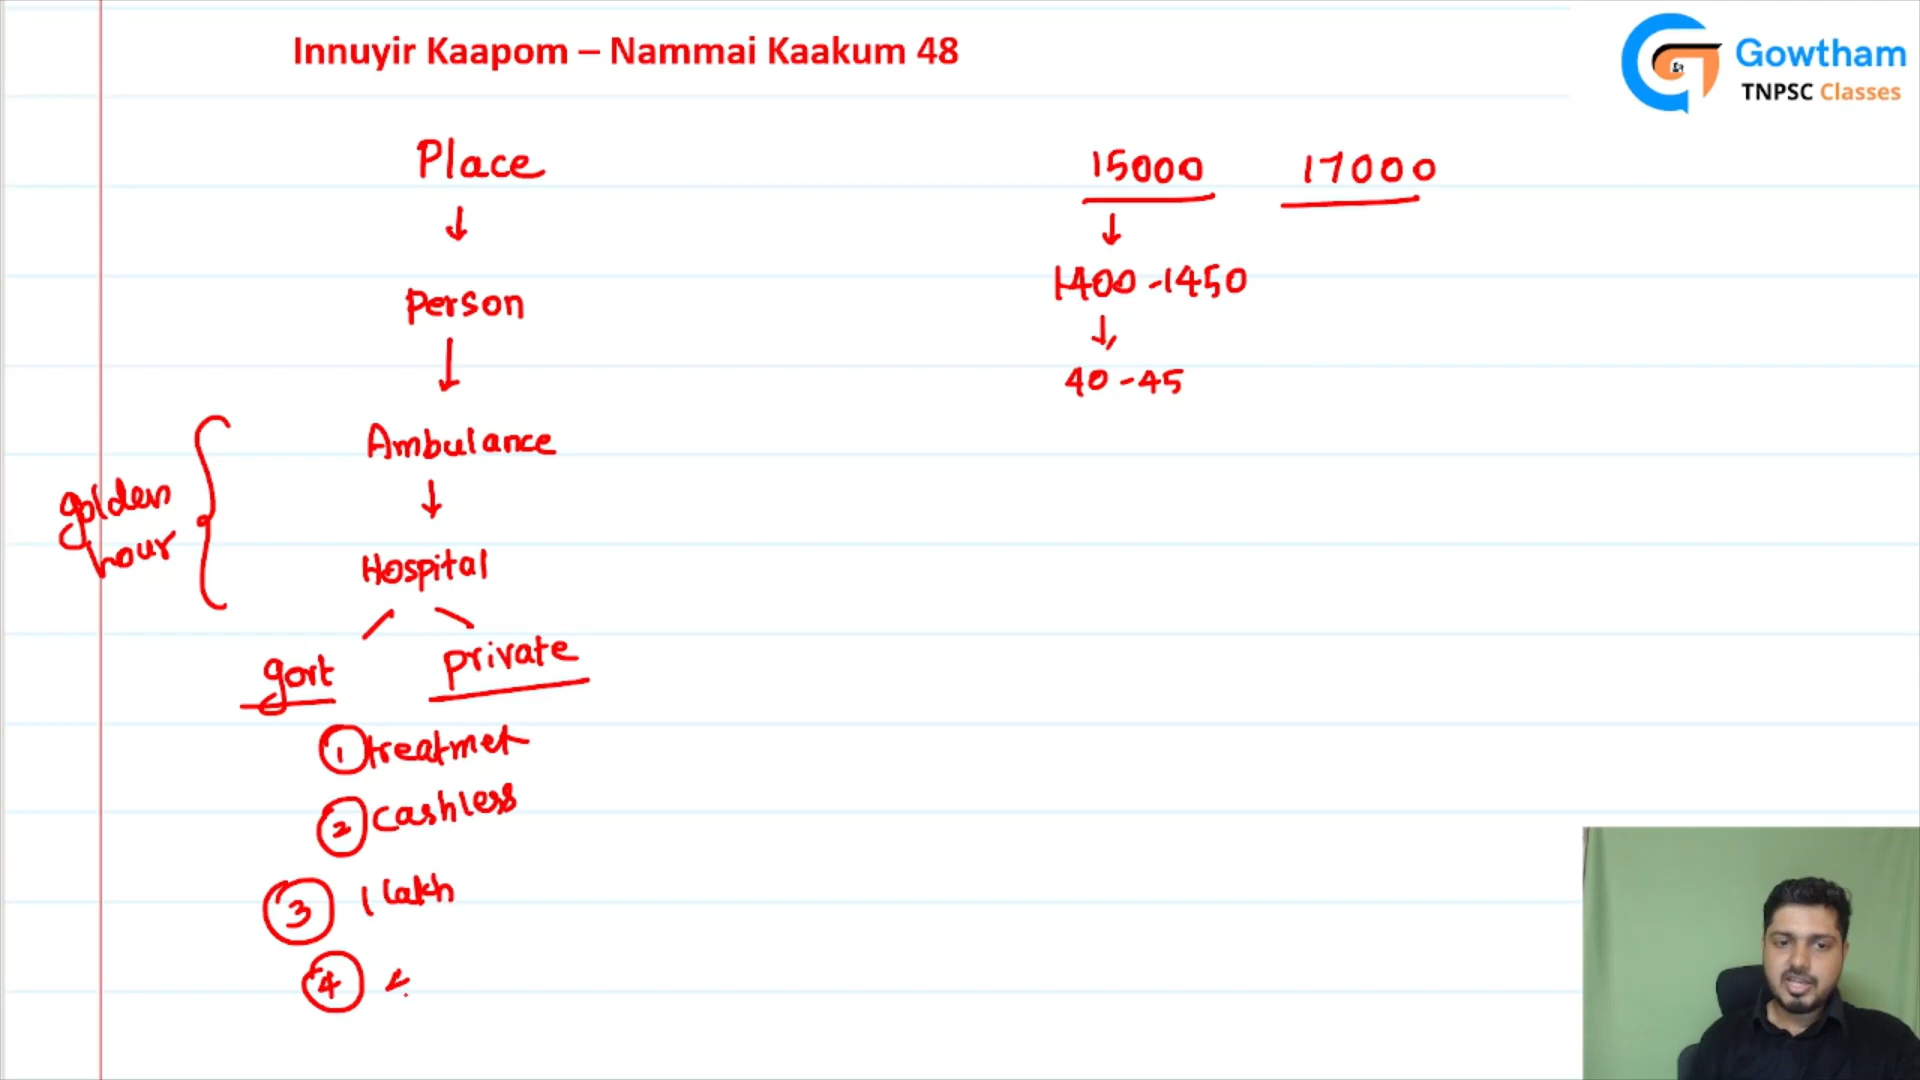 Innuyir Kaapom – Nammai Kaakum 48
Gowtham
TNPSC Classes
Place
↓
Person
↓
Ambulance
↓
Hospital
golden
hour
govt private
① treatmet
② cashless
③ 1 lakh
④
15000 17000
↓
1400 - 1450
↓
40 - 45